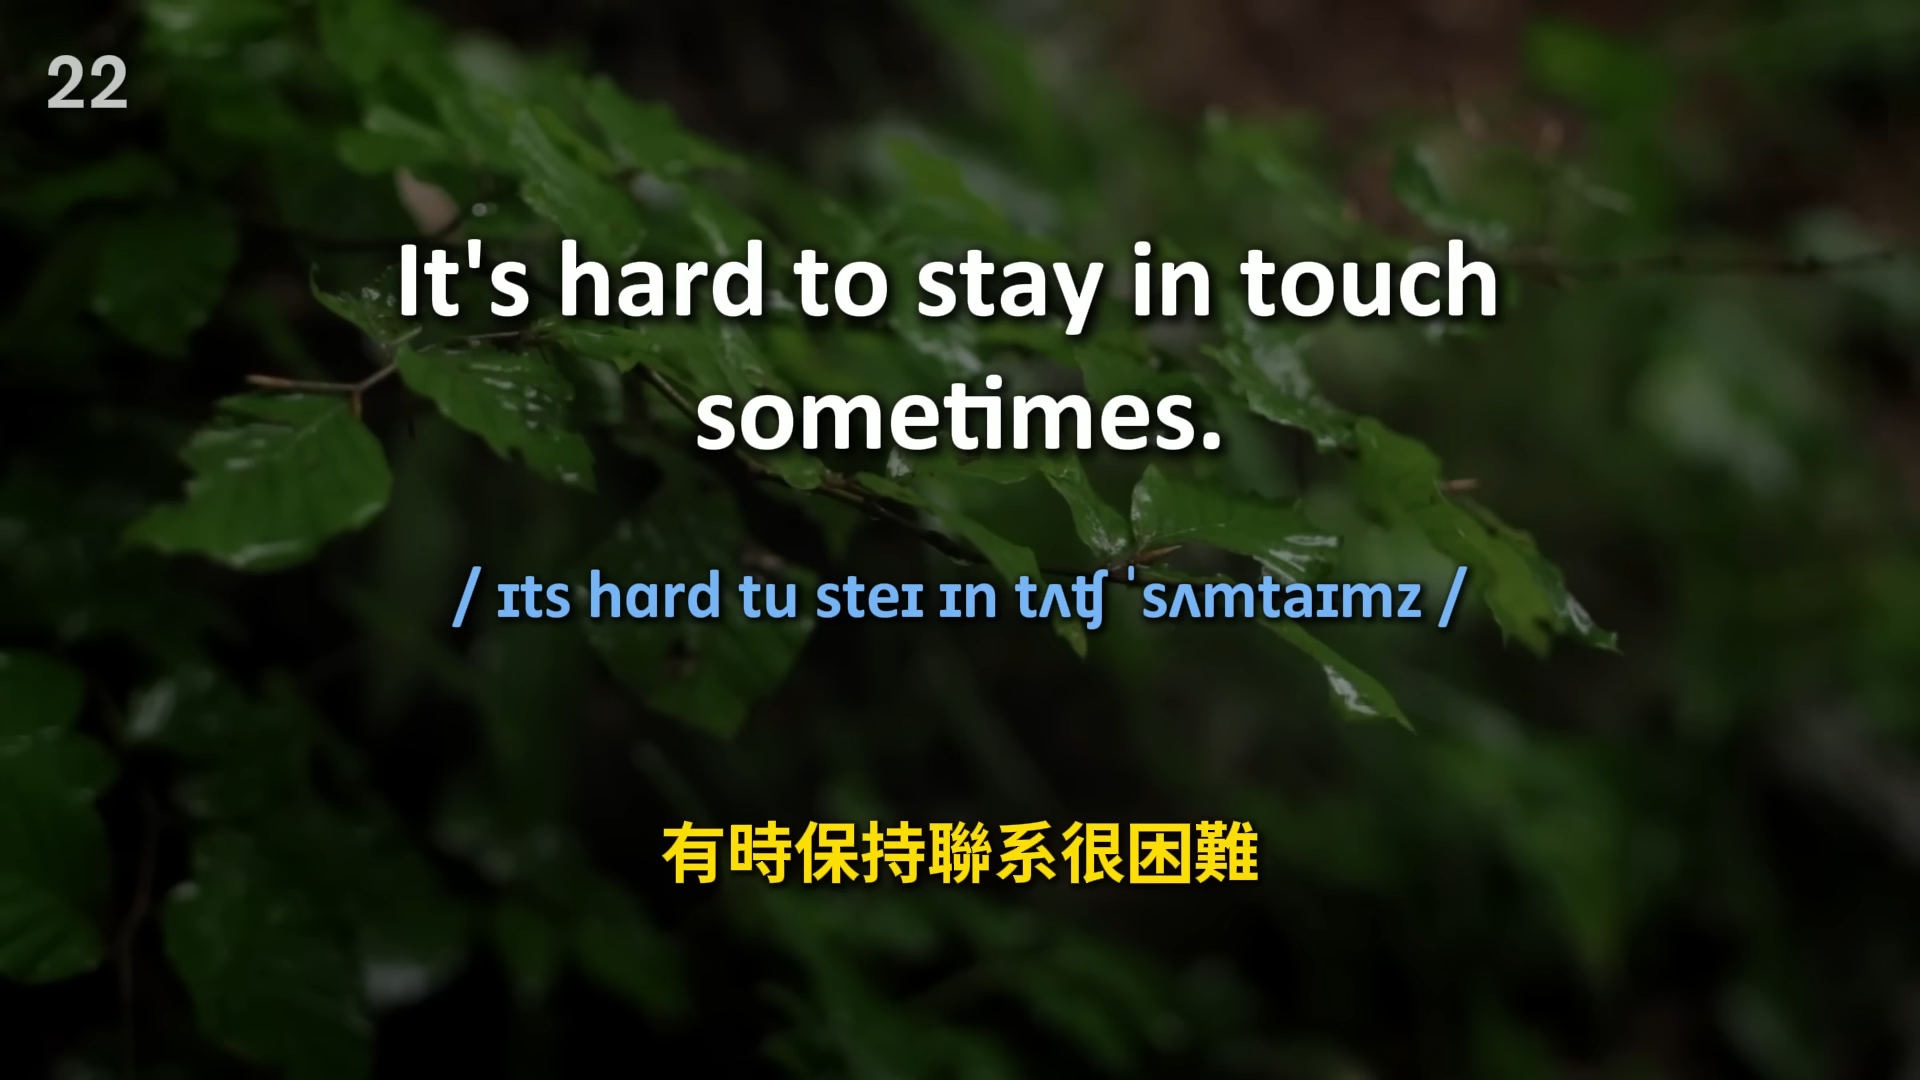 22
It's hard to stay in touch
sometimes.
/ ɪts hɑrd tu steɪ ɪn tʌʧ ˈsʌmtaɪmz /
有時保持聯系很困難